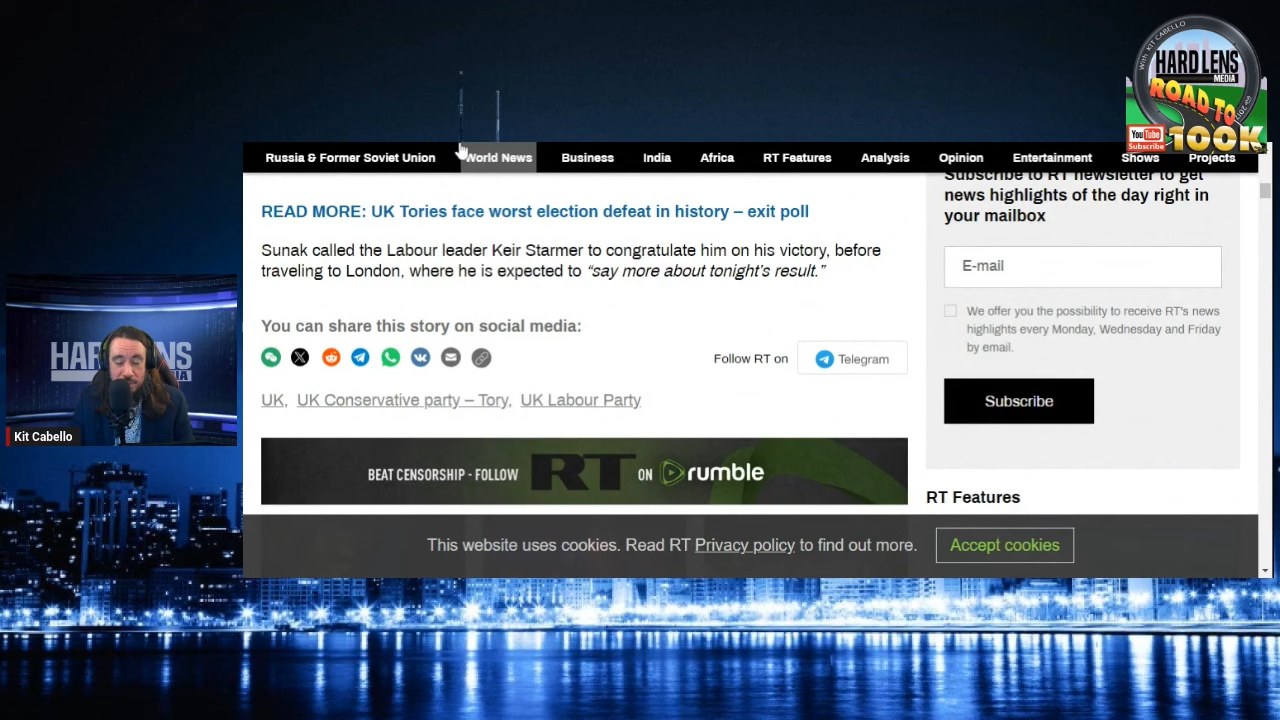 WITH KIT CABELLO
HARD LENS
MEDIA
ROAD TO
YouTube
Subscribe
100K
Russia & Former Soviet Union World News Business India Africa RT Features Analysis Opinion Entertainment Shows Projects
Subscribe to RT newsletter to get
news highlights of the day right in
your mailbox
E-mail
We offer you the possibility to receive RT's news
highlights every Monday, Wednesday and Friday
by email.
Subscribe
RT Features
READ MORE: UK Tories face worst election defeat in history – exit poll
Sunak called the Labour leader Keir Starmer to congratulate him on his victory, before
traveling to London, where he is expected to “say more about tonight’s result.”
You can share this story on social media:
Follow RT on Telegram
UK, UK Conservative party – Tory, UK Labour Party
BEAT CENSORSHIP - FOLLOW RT ON rumble
This website uses cookies. Read RT Privacy policy to find out more. Accept cookies
Kit Cabello